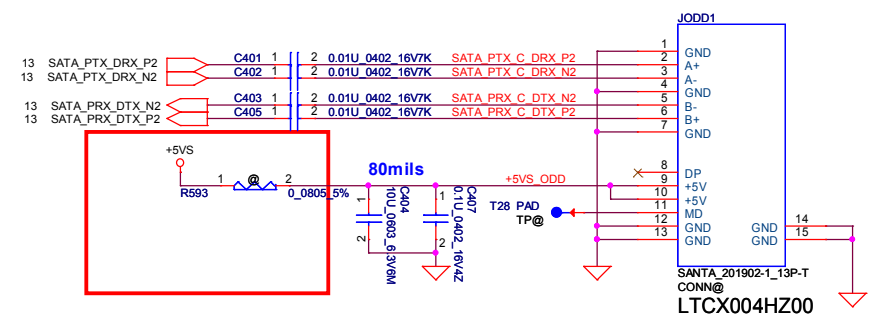 JODD1
13 SATA_PTX_DRX_P2 C401 1 2 0.01U_0402_16V7K SATA_PTX_C_DRX_P2
13 SATA_PTX_DRX_N2 C402 1 2 0.01U_0402_16V7K SATA_PTX_C_DRX_N2
13 SATA_PRX_DTX_N2 C403 1 2 0.01U_0402_16V7K SATA_PRX_C_DTX_N2
13 SATA_PRX_DTX_P2 C405 1 2 0.01U_0402_16V7K SATA_PRX_C_DTX_P2
1 GND
2 A+
3 A-
4 GND
5 B-
6 B+
7 GND
+5VS
R593 1 @ 2 0_0805_5%
80mils
+5VS_ODD
1 2 C404
10U_0603_6.3V6M
1 2 C407
0.1U_0402_16V4Z
T28 PAD
TP@
8 DP
9 +5V
10 +5V
11 MD
12 GND GND 14
13 GND GND 15
SANTA_201902-1_13P-T
CONN@
LTCX004HZ00